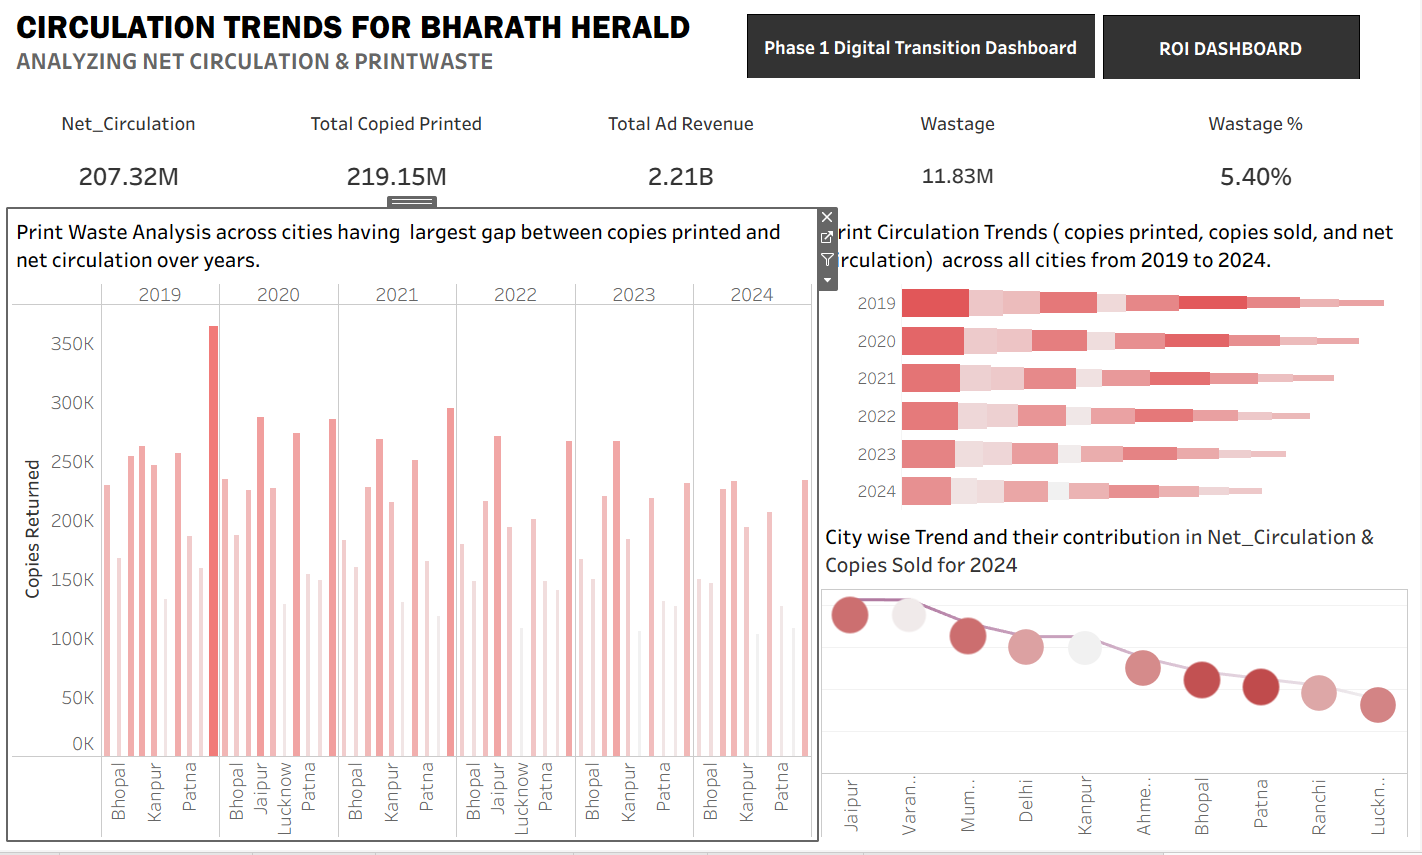 CIRCULATION TRENDS FOR BHARATH HERALD
ANALYZING NET CIRCULATION & PRINTWASTE
Phase 1 Digital Transition Dashboard
ROI DASHBOARD
Net_Circulation
Total Copied Printed
Total Ad Revenue
Wastage
Wastage %
207.32M
219.15M
2.21B
11.83M
5.40%
Print Waste Analysis across cities having largest gap between copies printed and
net circulation over years.
2019 2020 2021 2022 2023 2024
350K
300K
250K
200K
150K
100K
50K
0K
Copies Returned
Bhopal Kanpur Patna
Bhopal Jaipur Lucknow Patna
Bhopal Kanpur Patna
Bhopal Jaipur Lucknow Patna
Bhopal Kanpur Patna
Bhopal Kanpur Patna
rint Circulation Trends ( copies printed, copies sold, and net
rculation) across all cities from 2019 to 2024.
2019
2020
2021
2022
2023
2024
City wise Trend and their contribution in Net_Circulation &
Copies Sold for 2024
Jaipur Varan.. Mum.. Delhi Kanpur Ahme.. Bhopal Patna Ranchi Luckn..